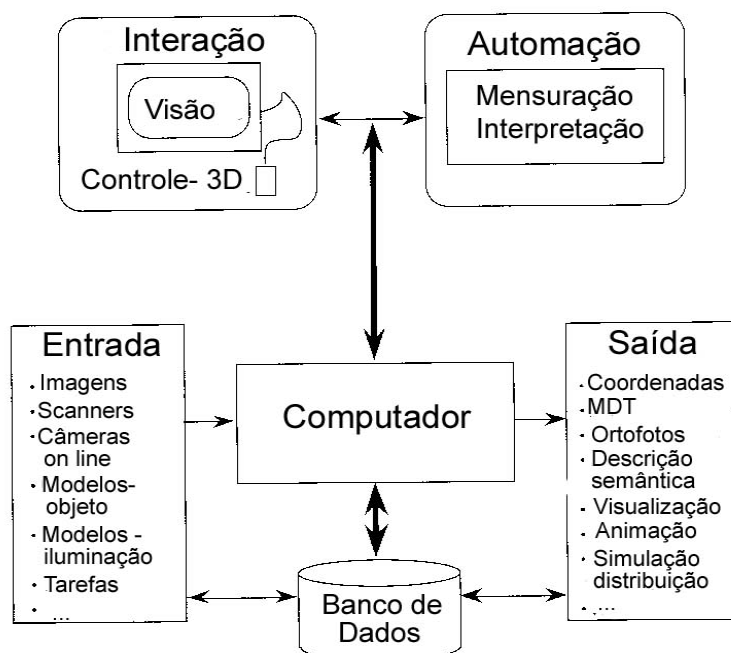 Interação
Visão
Controle- 3D
Automação
Mensuração
Interpretação
Entrada
· Imagens
· Scanners
· Câmeras
on line
· Modelos-
objeto
· Modelos -
iluminação
· Tarefas
· ...
Computador
Banco de
Dados
Saída
· Coordenadas
· MDT
· Ortofotos
· Descrição
semântica
· Visualização
· Animação
· Simulação
distribuição
· ...